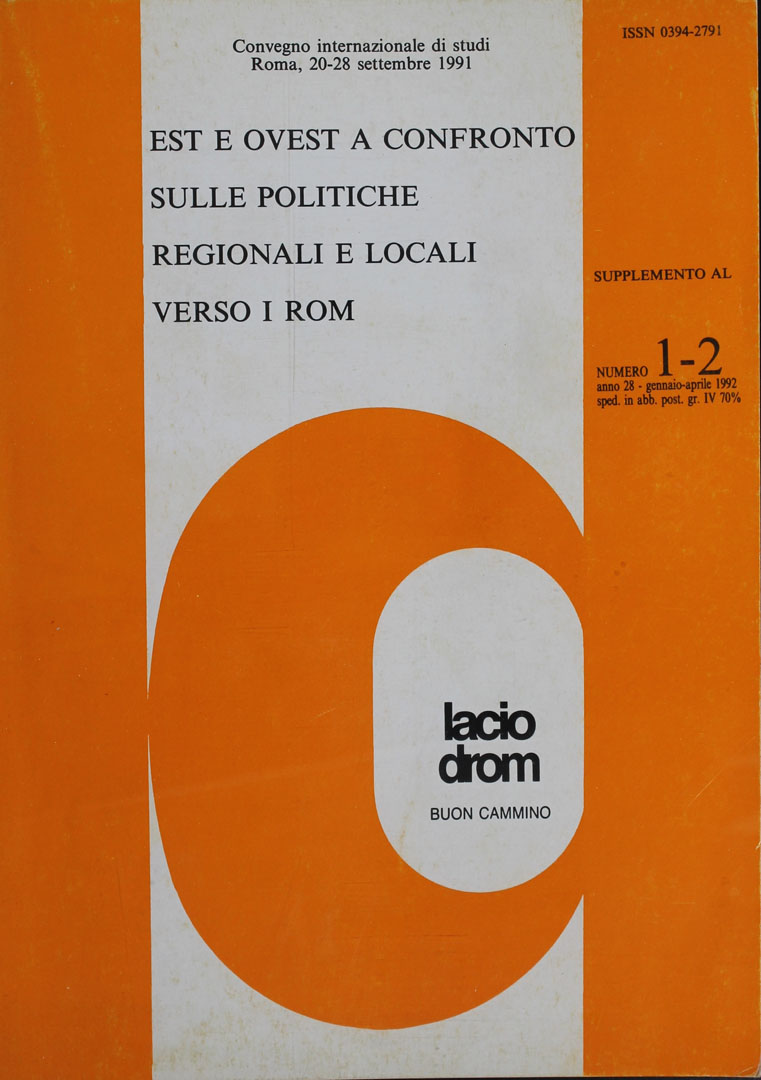 Convegno internazionale di studi
Roma, 20-28 settembre 1991
ISSN 0394-2791
EST E OVEST A CONFRONTO
SULLE POLITICHE
REGIONALI E LOCALI
VERSO I ROM
SUPPLEMENTO AL
NUMERO 1-2
anno 28 - gennaio-aprile 1992
sped. in abb. post. gr. IV 70%
lacio
drom
BUON CAMMINO